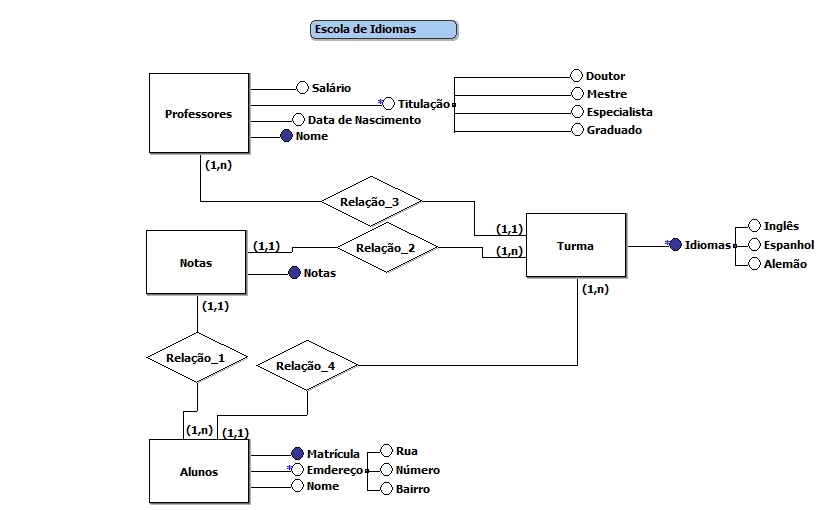 Escola de Idiomas
Professores
Salário
* Titulação
Doutor
Mestre
Especialista
Graduado
Data de Nascimento
Nome
(1,n)
Relação_3
(1,1)
Turma
* Idiomas
Inglês
Espanhol
Alemão
Notas
(1,1)
Relação_2
(1,n)
Notas
(1,1)
(1,n)
Relação_1
Relação_4
(1,n)
(1,1)
Alunos
Matrícula
* Emdereço
Rua
Número
Bairro
Nome